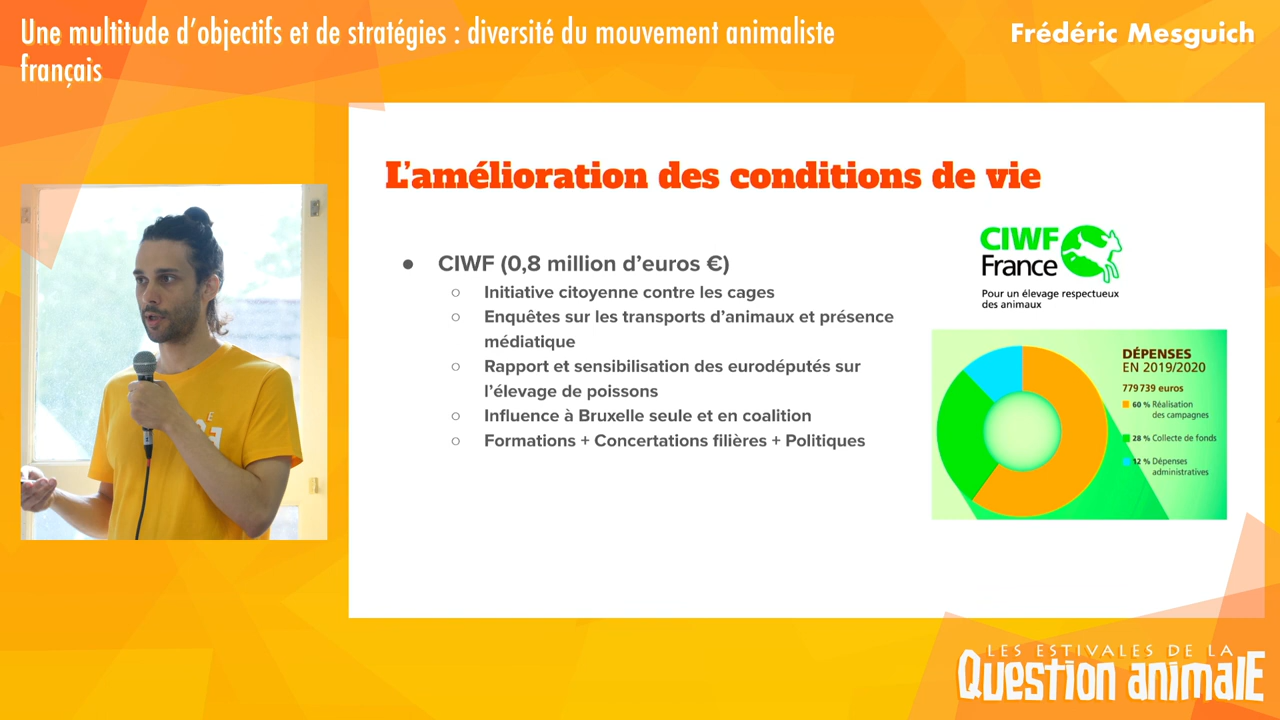 Une multitude d'objectifs et de stratégies : diversité du mouvement animaliste
français
Frédéric Mesguich
L'amélioration des conditions de vie
● CIWF (0,8 million d'euros €)
○ Initiative citoyenne contre les cages
○ Enquêtes sur les transports d'animaux et présence
médiatique
○ Rapport et sensibilisation des eurodéputés sur
l'élevage de poissons
○ Influence à Bruxelle seule et en coalition
○ Formations + Concertations filières + Politiques
CIWF
France
Pour un élevage respectueux
des animaux
DÉPENSES
EN 2019/2020
779 739 euros
60 % Réalisation
des campagnes
28 % Collecte de fonds
12 % Dépenses
administratives
LES ESTIVALES DE LA
QUESTION ANIMALE